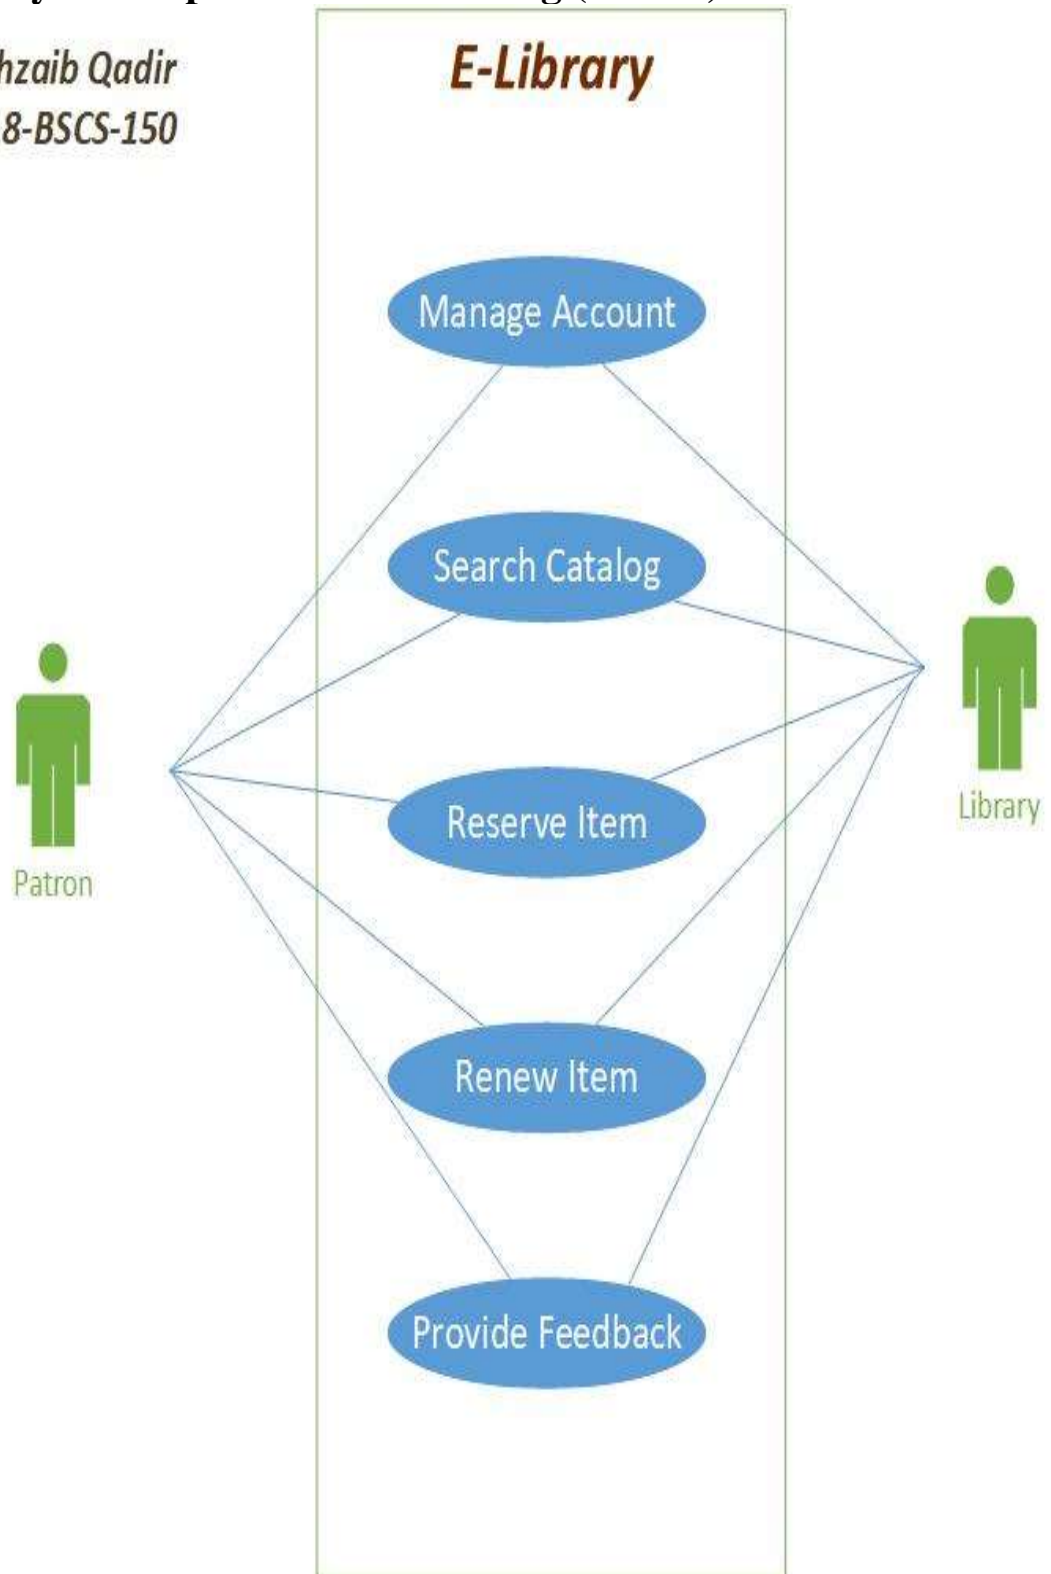 hzaib Qadir
8-BSCS-150
E-Library
Manage Account
Search Catalog
Reserve Item
Renew Item
Provide Feedback
Patron
Library